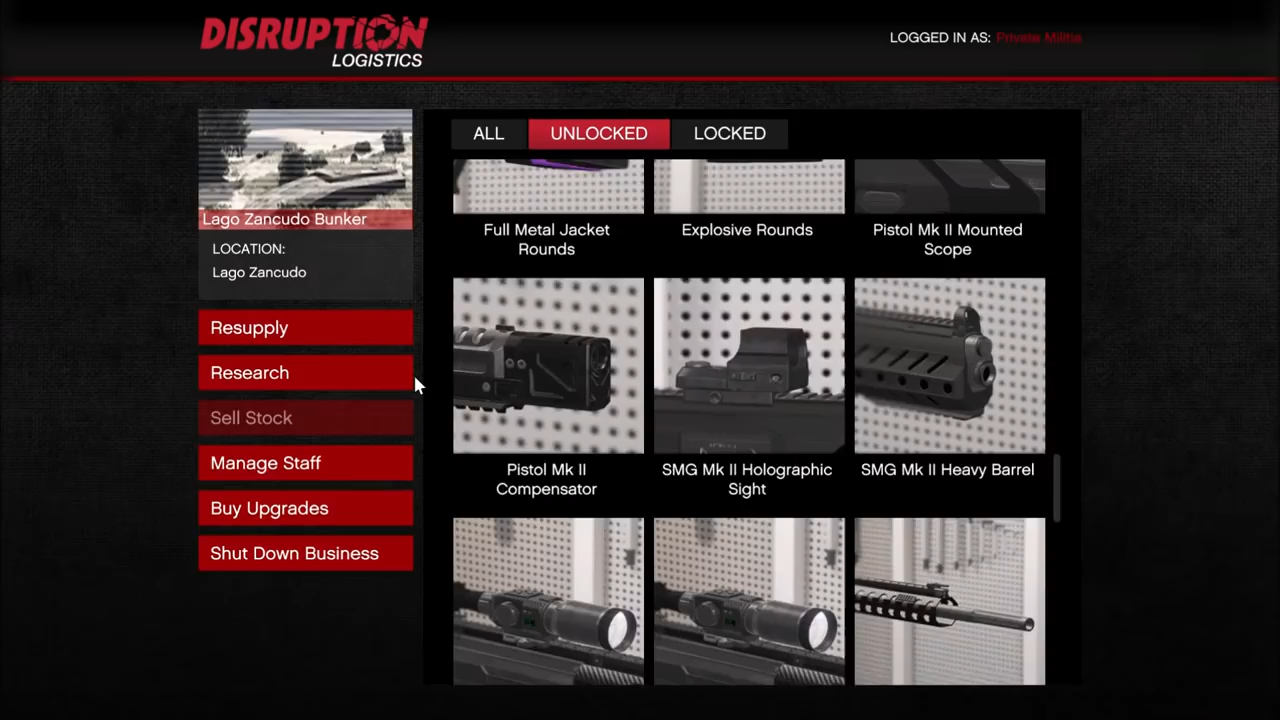 DISRUPTION
LOGISTICS
LOGGED IN AS: Private Militia
ALL
UNLOCKED
LOCKED
Lago Zancudo Bunker
LOCATION:
Lago Zancudo
Resupply
Research
Sell Stock
Manage Staff
Buy Upgrades
Shut Down Business
Full Metal Jacket
Rounds
Explosive Rounds
Pistol Mk II Mounted
Scope
Pistol Mk II
Compensator
SMG Mk II Holographic
Sight
SMG Mk II Heavy Barrel